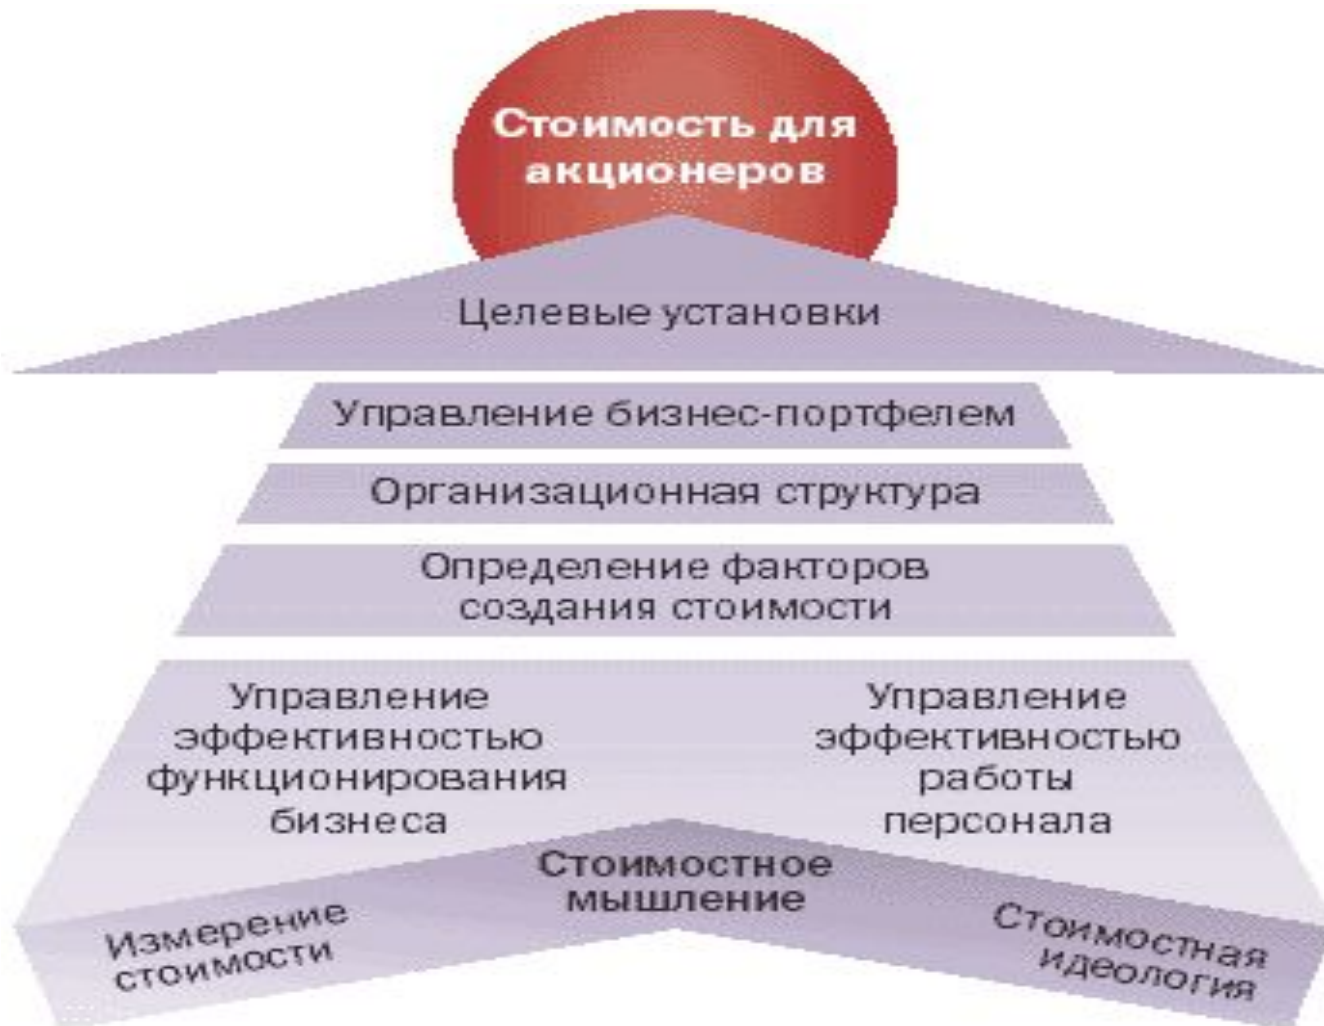 Стоимость для
акционеров
Целевые установки
Управление бизнес-портфелем
Организационная структура
Определение факторов
создания стоимости
Управление
эффективностью
функционирования
бизнеса
Управление
эффективностью
работы
персонала
Стоимостное
мышление
Измерение
стоимости
Стоимостная
идеология